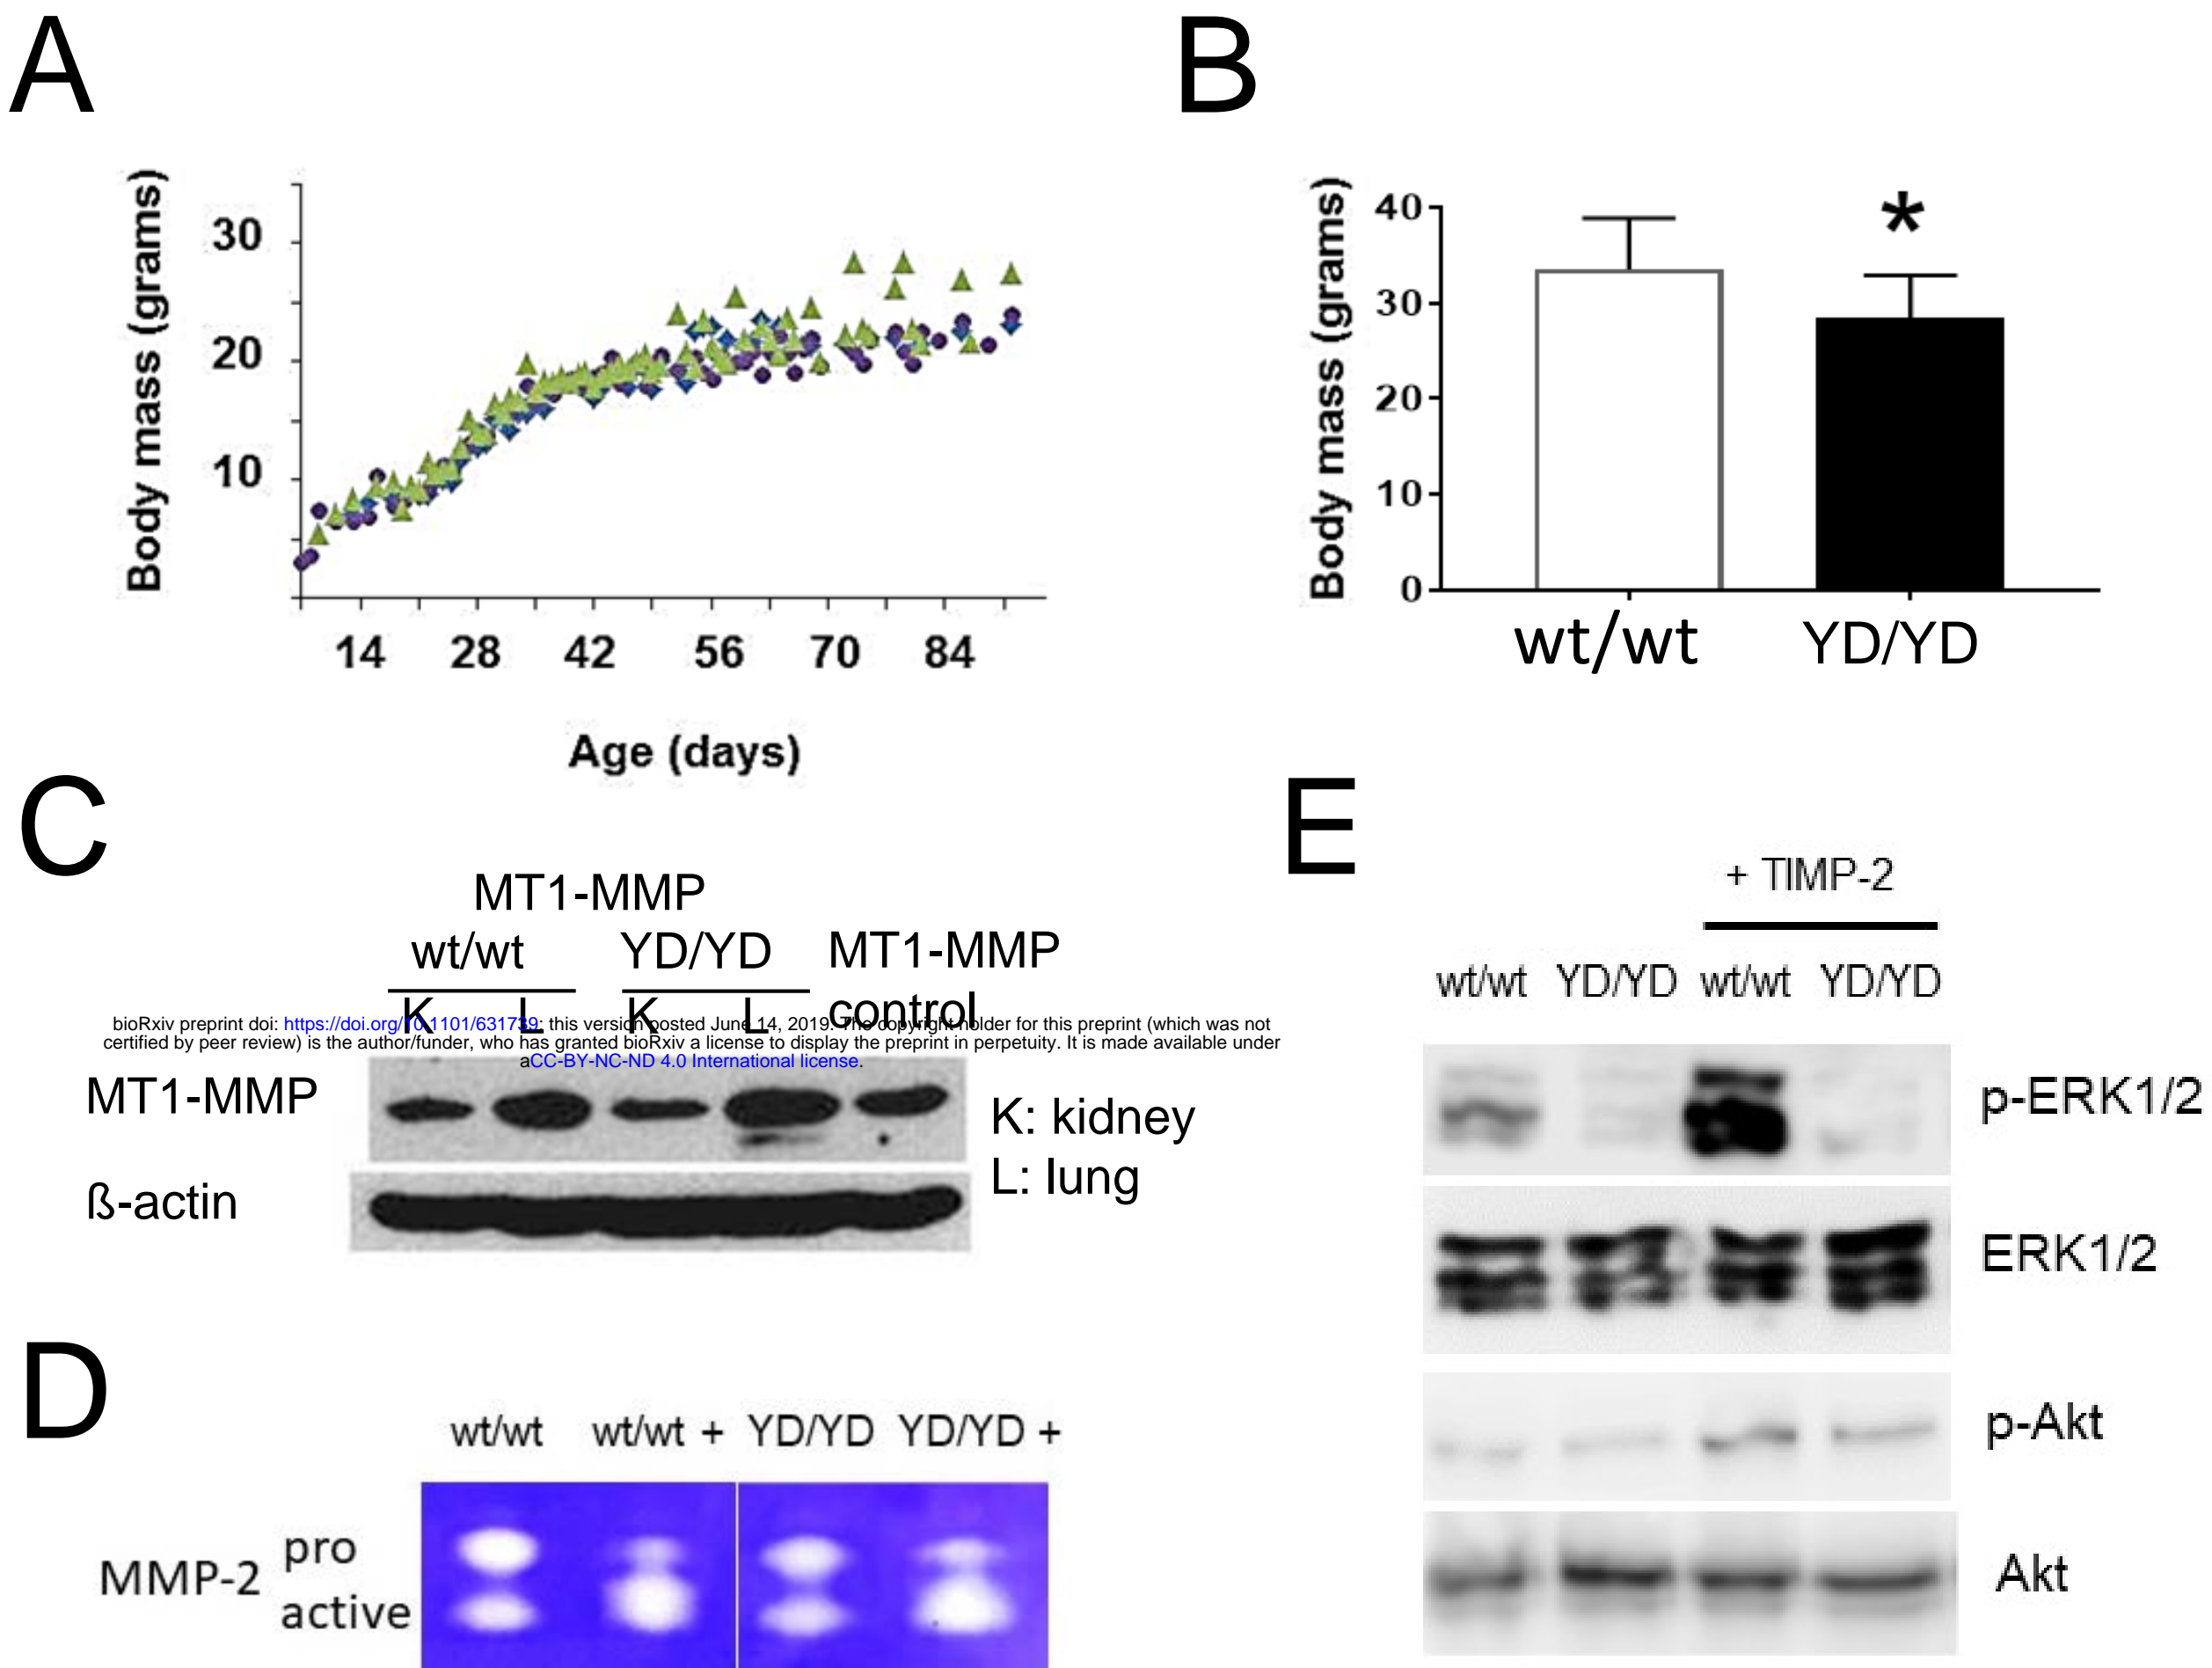 A
B
Body mass (grams)
30
20
10
14 28 42 56 70 84
Age (days)
Body mass (grams)
40
30
20
10
0
*
wt/wt YD/YD
C
MT1-MMP
wt/wt YD/YD MT1-MMP
K L K L control
bioRxiv preprint doi: https://doi.org/10.1101/631739; this version posted June 14, 2019. The copyright holder for this preprint (which was not
certified by peer review) is the author/funder, who has granted bioRxiv a license to display the preprint in perpetuity. It is made available under
aCC-BY-NC-ND 4.0 International license.
MT1-MMP
ß-actin
K: kidney
L: lung
D
wt/wt wt/wt + YD/YD YD/YD +
MMP-2
pro
active
E
+ TIMP-2
wt/wt YD/YD wt/wt YD/YD
p-ERK1/2
ERK1/2
p-Akt
Akt